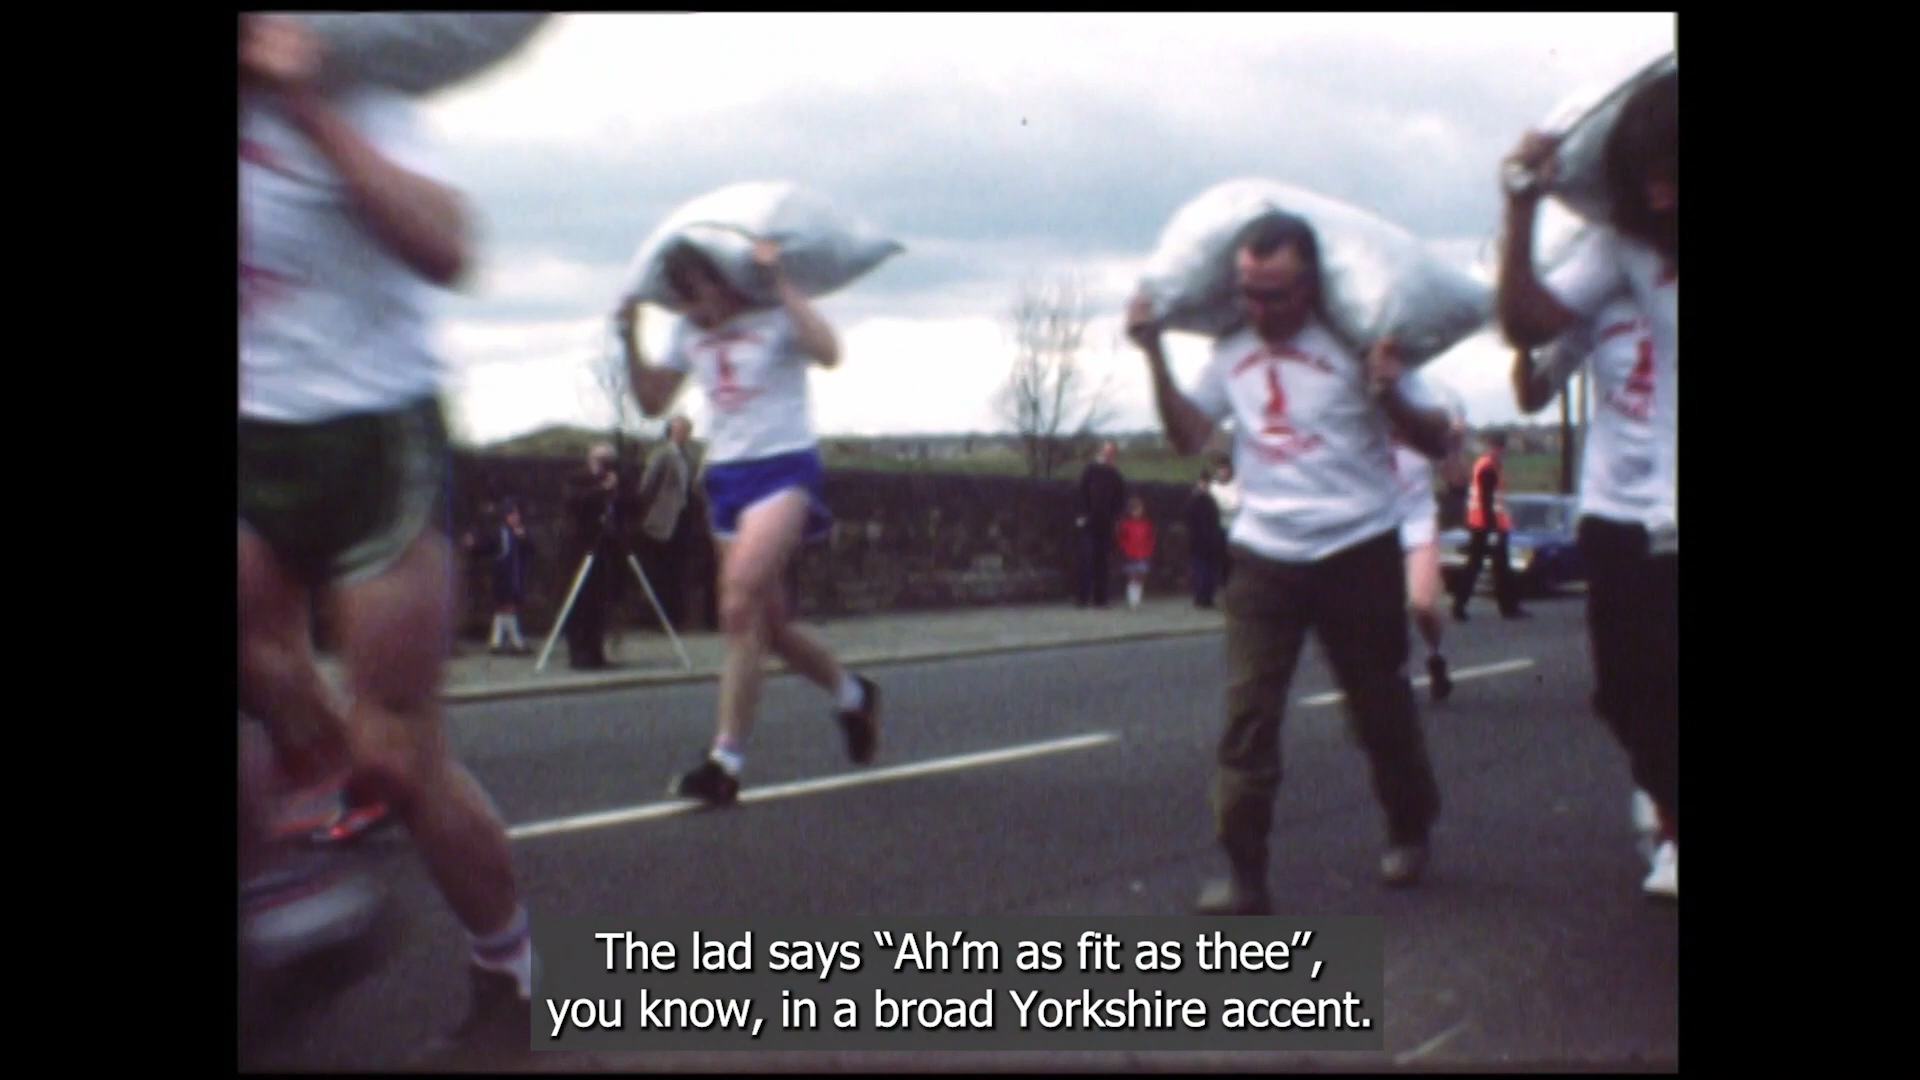 The lad says “Ah’m as fit as thee”,
you know, in a broad Yorkshire accent.